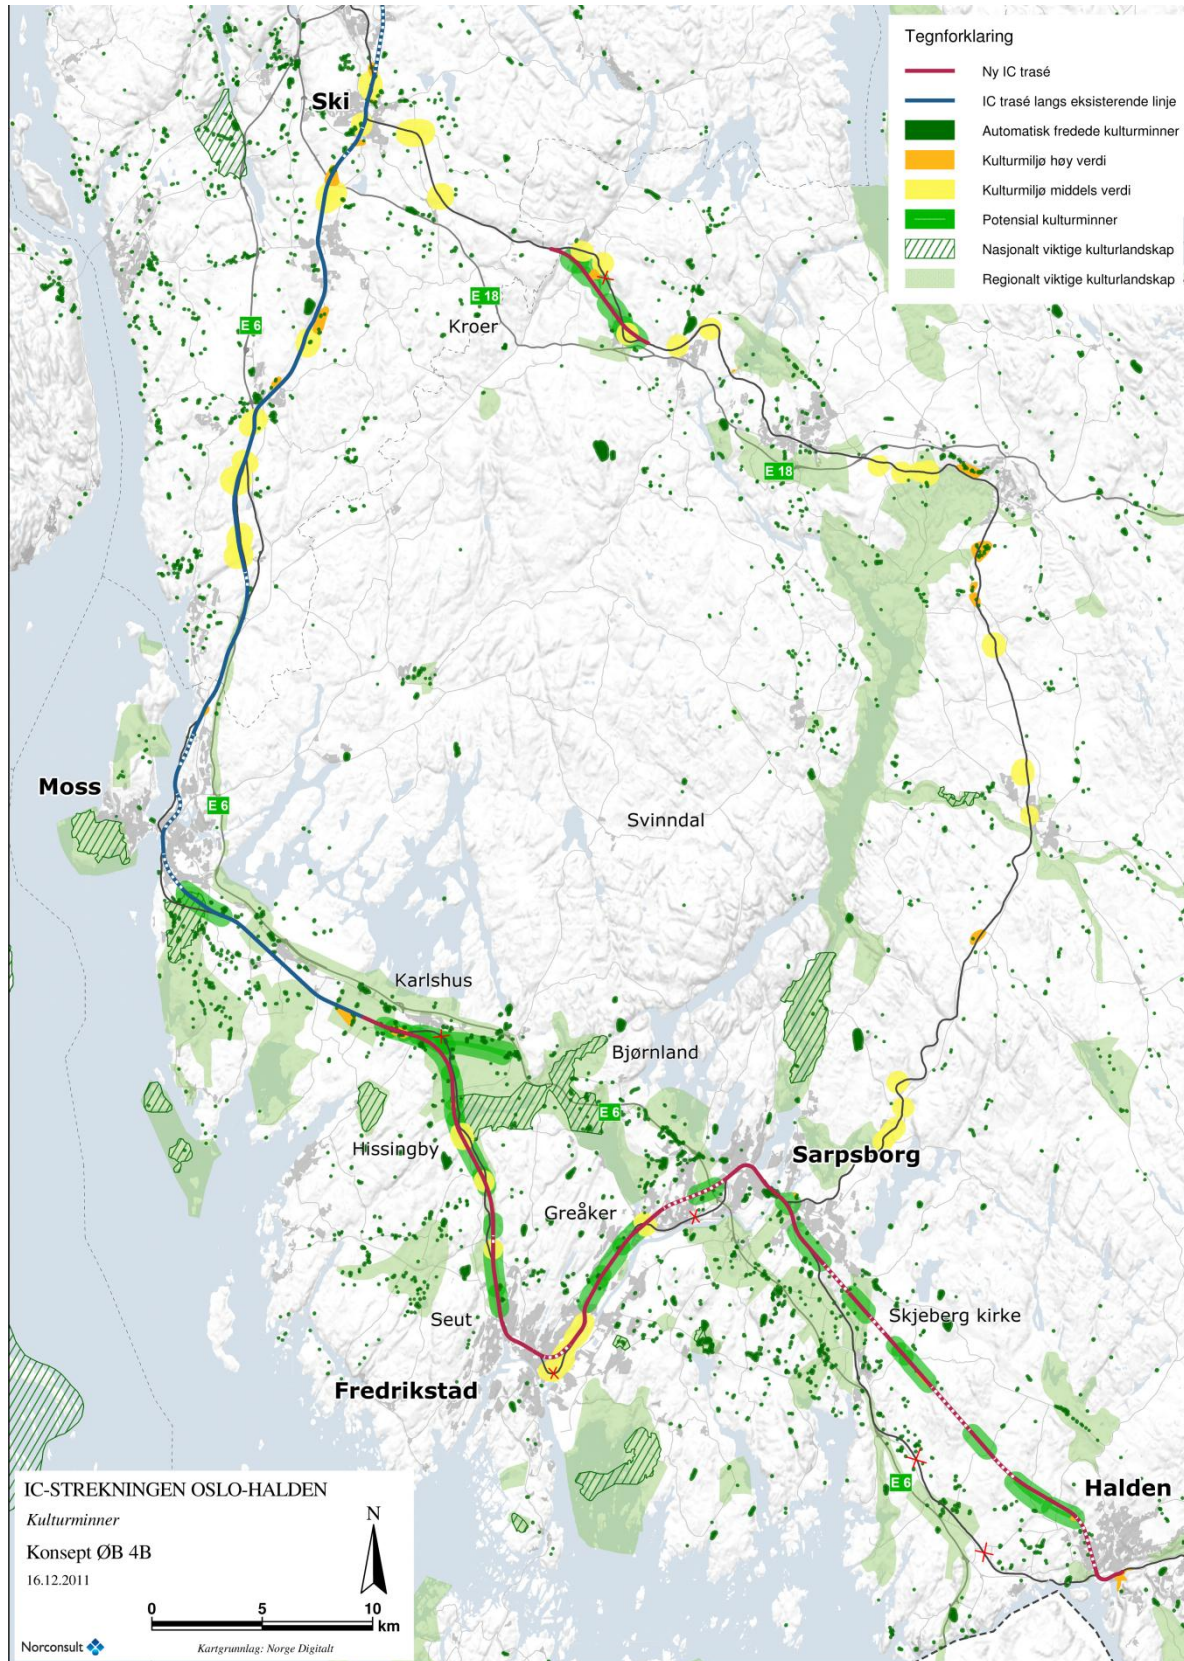 Tegnforklaring
Ny IC trasé
IC trasé langs eksisterende linje
Automatisk fredede kulturminner
Kulturmiljø høy verdi
Kulturmiljø middels verdi
Potensial kulturminner
Nasjonalt viktige kulturlandskap
Regionalt viktige kulturlandskap
Ski
E 18
Kroer
E 6
E 18
Moss
E 6
Svinndal
Karlshus
Bjørnland
E 6
Hissingby
Sarpsborg
Greåker
Seut
Skjeberg kirke
Fredrikstad
E 6
Halden
IC-STREKNINGEN OSLO-HALDEN
Kulturminner
Konsept ØB 4B
16.12.2011
N
0 5 10
km
Norconsult
Kartgrunnlag: Norge Digitalt